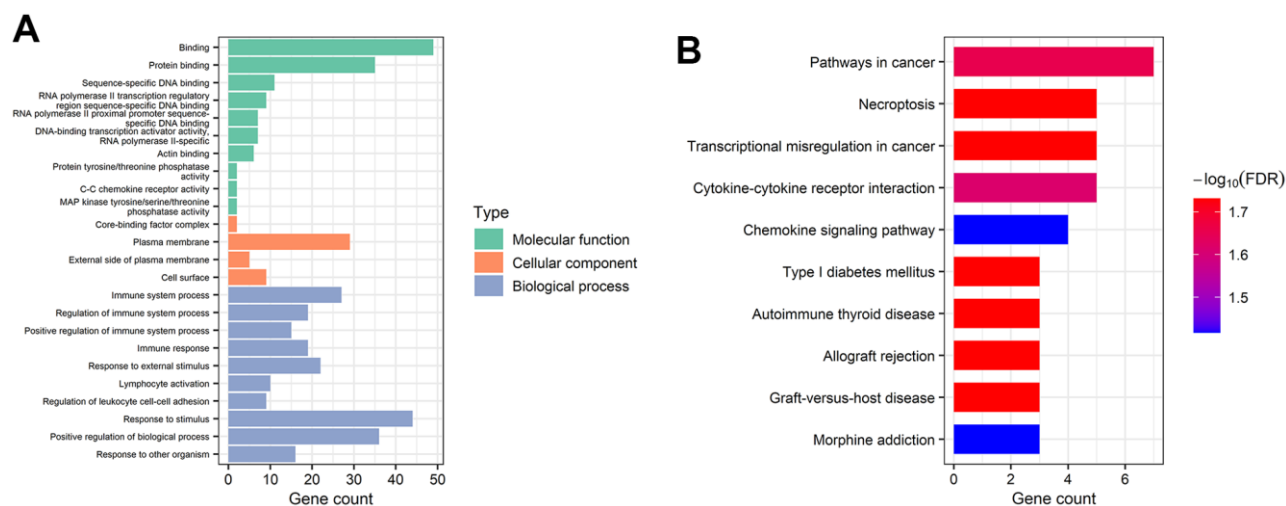 A
Binding
Protein binding
Sequence-specific DNA binding
RNA polymerase II transcription regulatory
region sequence-specific DNA binding
RNA polymerase II proximal promoter sequence-
specific DNA binding
DNA-binding transcription activator activity,
RNA polymerase II-specific
Actin binding
Protein tyrosine/threonine phosphatase
activity
C-C chemokine receptor activity
MAP kinase tyrosine/serine/threonine
phosphatase activity
Core-binding factor complex
Plasma membrane
External side of plasma membrane
Cell surface
Immune system process
Regulation of immune system process
Positive regulation of immune system process
Immune response
Response to external stimulus
Lymphocyte activation
Regulation of leukocyte cell-cell adhesion
Response to stimulus
Positive regulation of biological process
Response to other organism
0 10 20 30 40 50
Gene count
Type
Molecular function
Cellular component
Biological process
B
Pathways in cancer
Necroptosis
Transcriptional misregulation in cancer
Cytokine-cytokine receptor interaction
Chemokine signaling pathway
Type I diabetes mellitus
Autoimmune thyroid disease
Allograft rejection
Graft-versus-host disease
Morphine addiction
0 2 4 6
Gene count
−log₁₀(FDR)
1.7
1.6
1.5